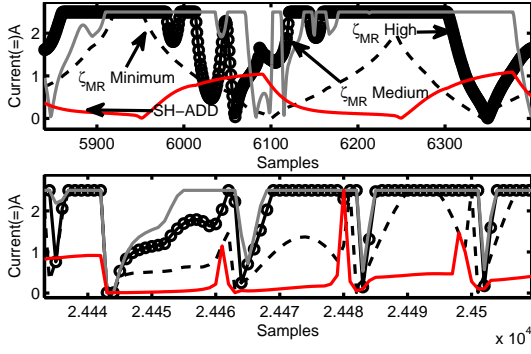 Current(=)A
2
1
0
ζMR Minimum
SH−ADD
ζMR High
ζMR Medium
5900 6000 6100 6200 6300
Samples
Current(=)A
2
1
0
2.444 2.445 2.446 2.447 2.448 2.449 2.45
Samples
x 10^4